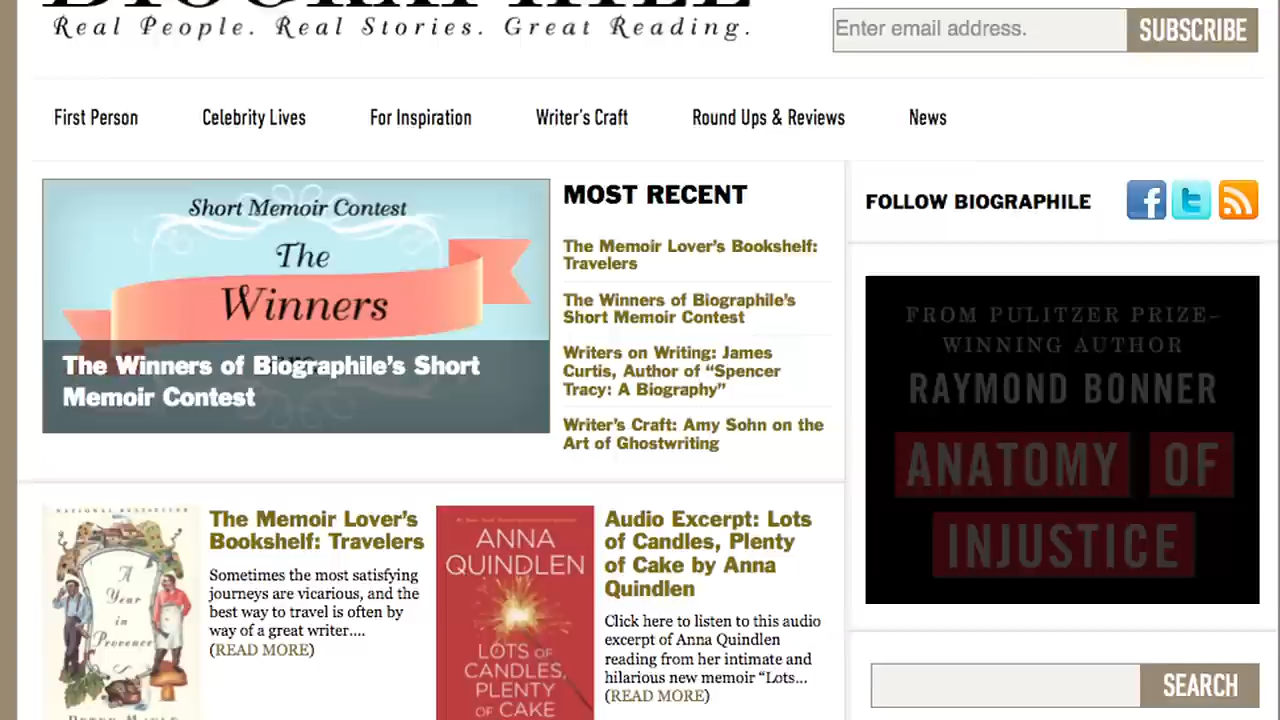 BIOGRAPHILE
Real People. Real Stories. Great Reading.
Enter email address.
SUBSCRIBE
First Person
Celebrity Lives
For Inspiration
Writer's Craft
Round Ups & Reviews
News
Short Memoir Contest
The
Winners
The Winners of Biographile's Short
Memoir Contest
MOST RECENT
The Memoir Lover's Bookshelf:
Travelers
The Winners of Biographile's
Short Memoir Contest
Writers on Writing: James
Curtis, Author of "Spencer
Tracy: A Biography"
Writer's Craft: Amy Sohn on the
Art of Ghostwriting
FOLLOW BIOGRAPHILE
FROM PULITZER PRIZE-
WINNING AUTHOR
RAYMOND BONNER
ANATOMY OF
INJUSTICE
NATIONAL BESTSELLER
A
Year
in
Provence
PETER MAYLE
The Memoir Lover's
Bookshelf: Travelers
Sometimes the most satisfying
journeys are vicarious, and the
best way to travel is often by
way of a great writer....
(READ MORE)
ANNA
QUINDLEN
LOTS OF
CANDLES,
PLENTY
OF CAKE
Audio Excerpt: Lots
of Candles, Plenty
of Cake by Anna
Quindlen
Click here to listen to this audio
excerpt of Anna Quindlen
reading from her intimate and
hilarious new memoir "Lots...
(READ MORE)
SEARCH